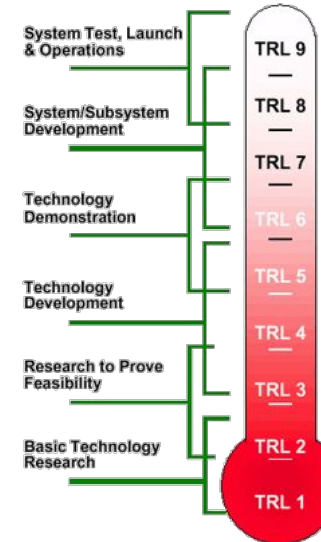 System Test, Launch
& Operations
System/Subsystem
Development
Technology
Demonstration
Technology
Development
Research to Prove
Feasibility
Basic Technology
Research
TRL 9
TRL 8
TRL 7
TRL 6
TRL 5
TRL 4
TRL 3
TRL 2
TRL 1